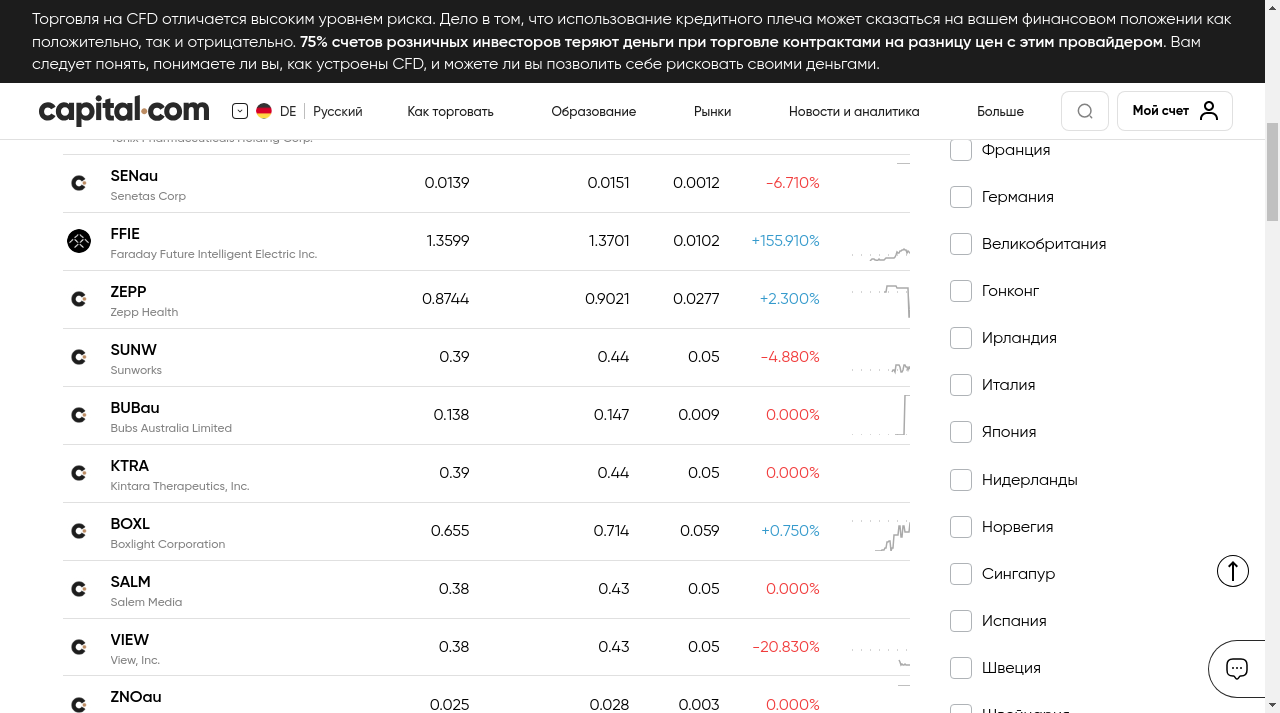 Торговля на CFD отличается высоким уровнем риска. Дело в том, что использование кредитного плеча может сказаться на вашем финансовом положении как
положительно, так и отрицательно. 75% счетов розничных инвесторов теряют деньги при торговле контрактами на разницу цен с этим провайдером. Вам
следует понять, понимаете ли вы, как устроены CFD, и можете ли вы позволить себе рисковать своими деньгами.
capital.com DE Русский Как торговать Образование Рынки Новости и аналитика Больше Мой счет
Tonix Pharmaceuticals Holding Corp.
SENau 0.0139 0.0151 0.0012 -6.710%
Senetas Corp
FFIE 1.3599 1.3701 0.0102 +155.910%
Faraday Future Intelligent Electric Inc.
ZEPP 0.8744 0.9021 0.0277 +2.300%
Zepp Health
SUNW 0.39 0.44 0.05 -4.880%
Sunworks
BUBau 0.138 0.147 0.009 0.000%
Bubs Australia Limited
KTRA 0.39 0.44 0.05 0.000%
Kintara Therapeutics, Inc.
BOXL 0.655 0.714 0.059 +0.750%
Boxlight Corporation
SALM 0.38 0.43 0.05 0.000%
Salem Media
VIEW 0.38 0.43 0.05 -20.830%
View, Inc.
ZNOau 0.025 0.028 0.003 0.000%
Франция
Германия
Великобритания
Гонконг
Ирландия
Италия
Япония
Нидерланды
Норвегия
Сингапур
Испания
Швеция
Швейцария